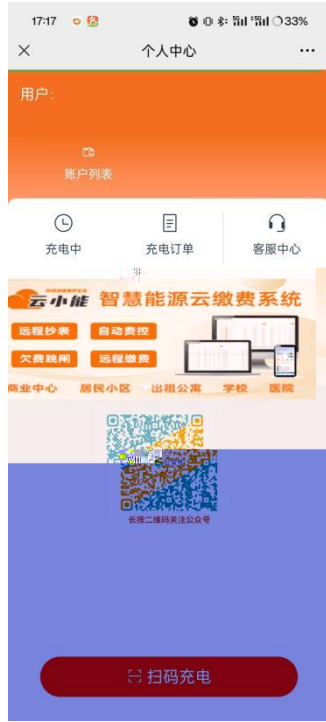 17:17 33%
个人中心
用户:
账户列表
充电中 充电订单 客服中心
云小能 智慧能源云缴费系统
远程抄表 自动费控
欠费跳闸 远程缴费
商业中心 居民小区 出租公寓 学校 医院
长按二维码关注公众号
扫码充电